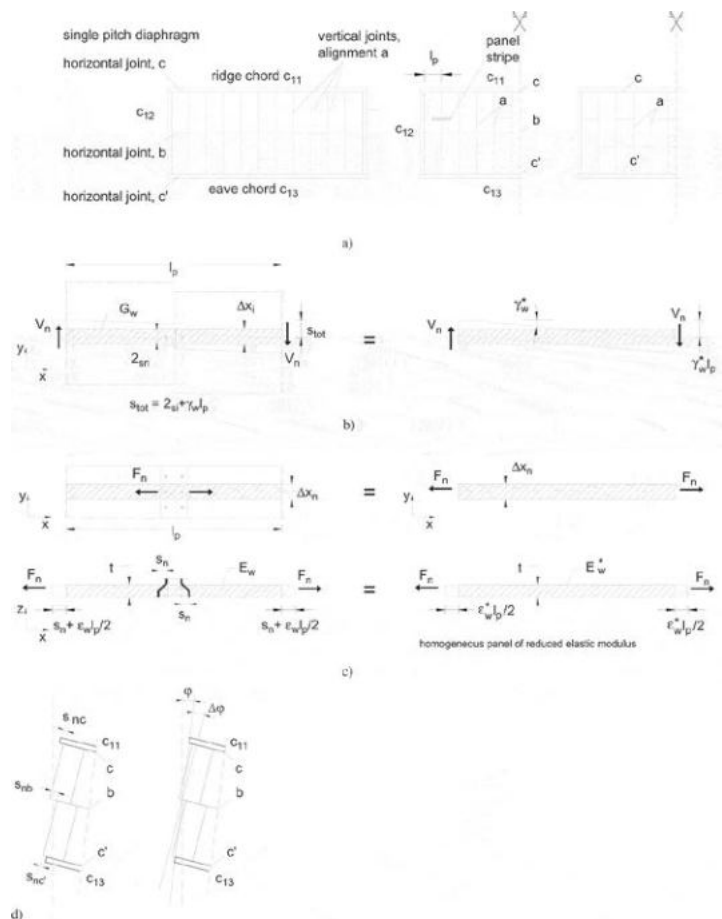 single pitch diaphragm
horizontal joint, c
ridge chord c11
vertical joints,
alignment a
c12
horizontal joint, b
horizontal joint, c'
eave chord c13
lp
panel
stripe
c11
c
a
b
c12
c'
c13
c
a
c'
a)
lp
Gw
Δxi
Vn
stot
y
2sn
Vn
x
stot = 2si+γwlp
=
γ*w
Vn
Vn
γ*wlp
b)
Fn
y
Δxn
x
lp
=
Δxn
Fn
Fn
y
x
t
sn
Ew
Fn
Fn
z
x
sn
sn+ εwlp/2
sn+ εwlp/2
=
t
E*w
Fn
Fn
ε*wlp/2
ε*wlp/2
homogeneous panel of reduced elastic modulus
c)
snc
c11
c
snb
b
c'
snc'
c13
φ
Δφ
c11
c
b
c'
c13
d)